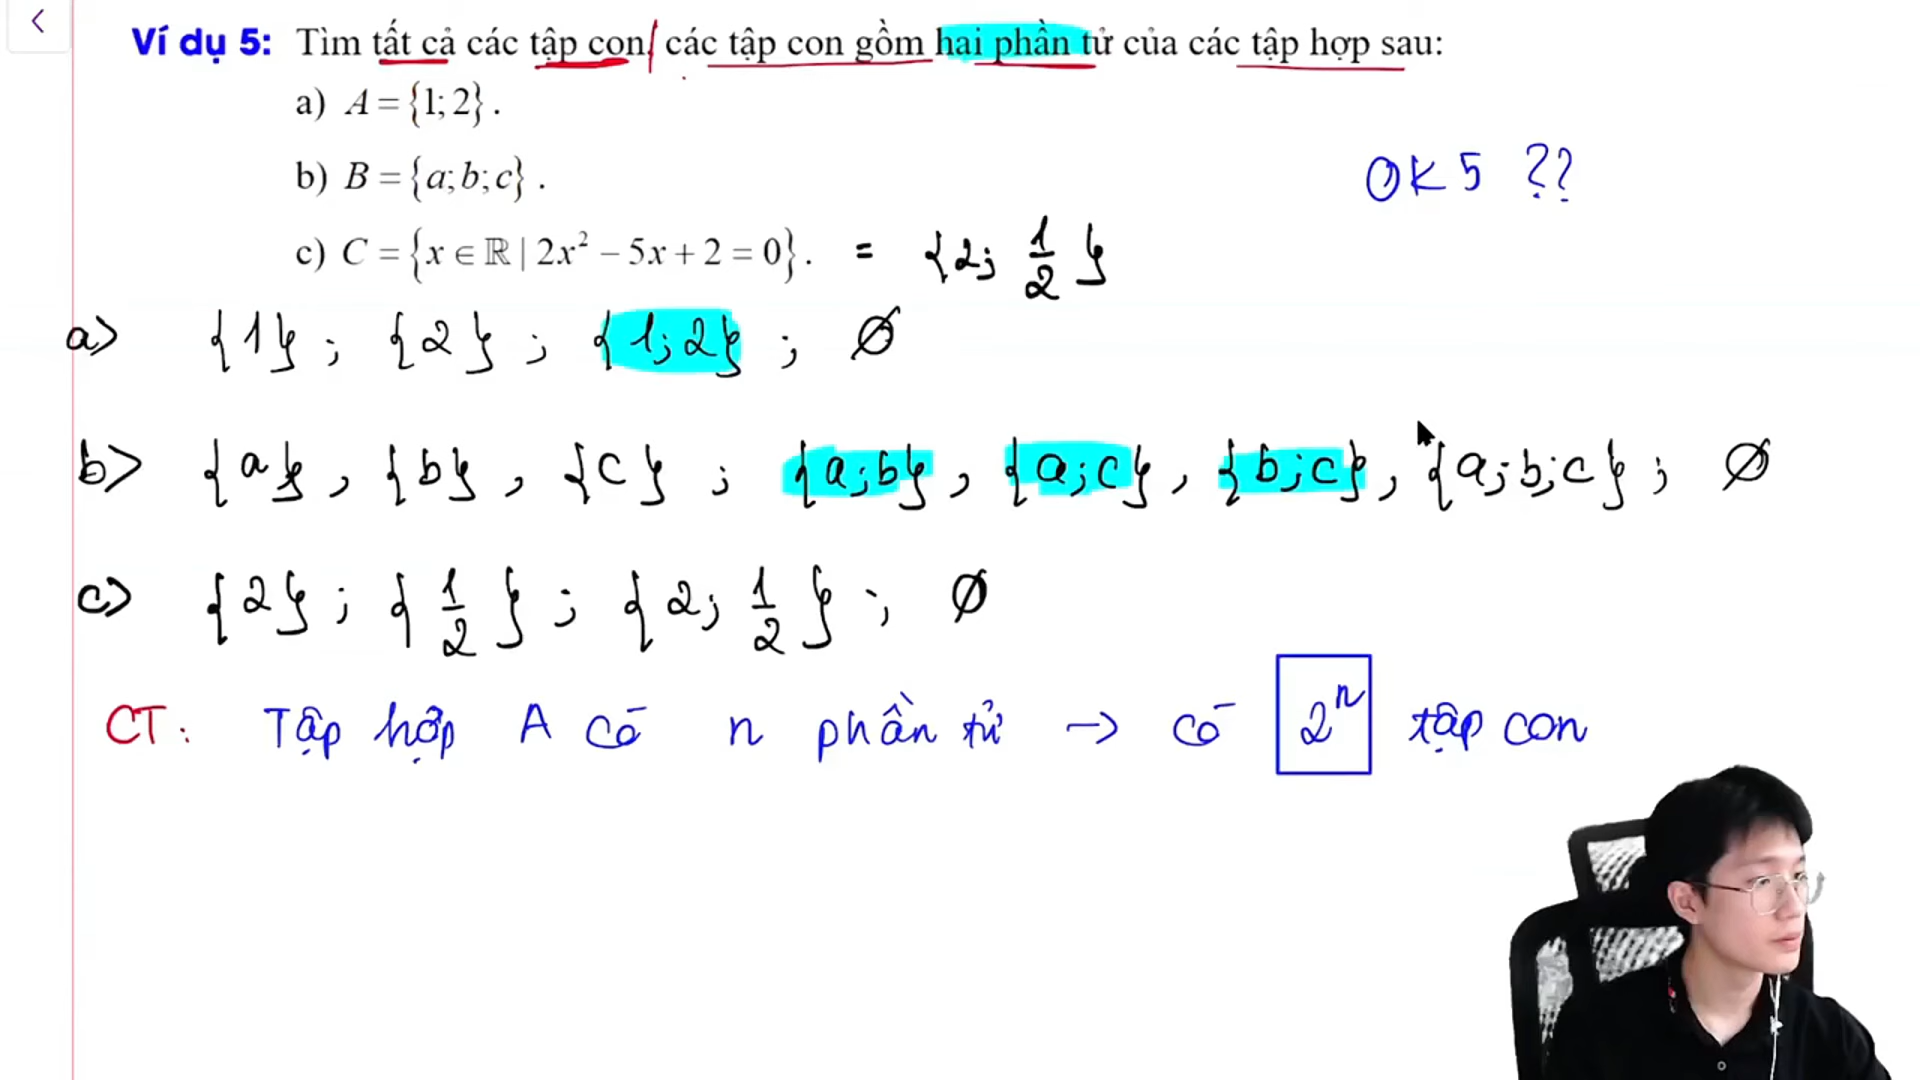 Ví dụ 5: Tìm tất cả các tập con, các tập con gồm hai phần tử của các tập hợp sau:
a) A = {1; 2}.
b) B = {a; b; c}.
OK 5 ??
c) C = {x ∈ ℝ | 2x² − 5x + 2 = 0}. = {2; 1/2}
a> {1}; {2}; {1; 2}; ∅
b> {a}, {b}, {c}; {a; b}, {a; c}, {b; c}, {a; b; c}; ∅
c> {2}; {1/2}; {2; 1/2}; ∅
CT: Tập hợp A có n phần tử → có 2ⁿ tập con